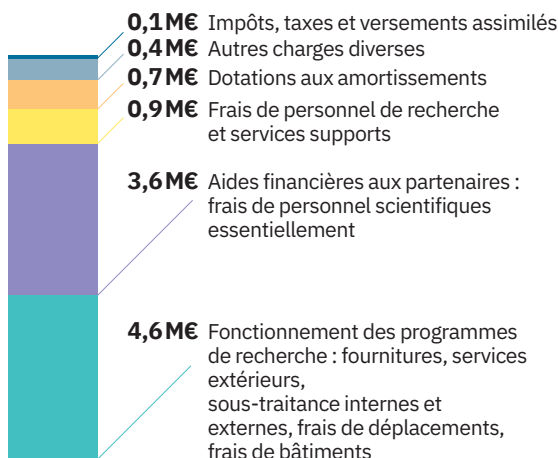 0,1 M€ Impôts, taxes et versements assimilés
0,4 M€ Autres charges diverses
0,7 M€ Dotations aux amortissements
0,9 M€ Frais de personnel de recherche
et services supports
3,6 M€ Aides financières aux partenaires :
frais de personnel scientifiques
essentiellement
4,6 M€ Fonctionnement des programmes
de recherche : fournitures, services
extérieurs,
sous-traitance internes et
externes, frais de déplacements,
frais de bâtiments